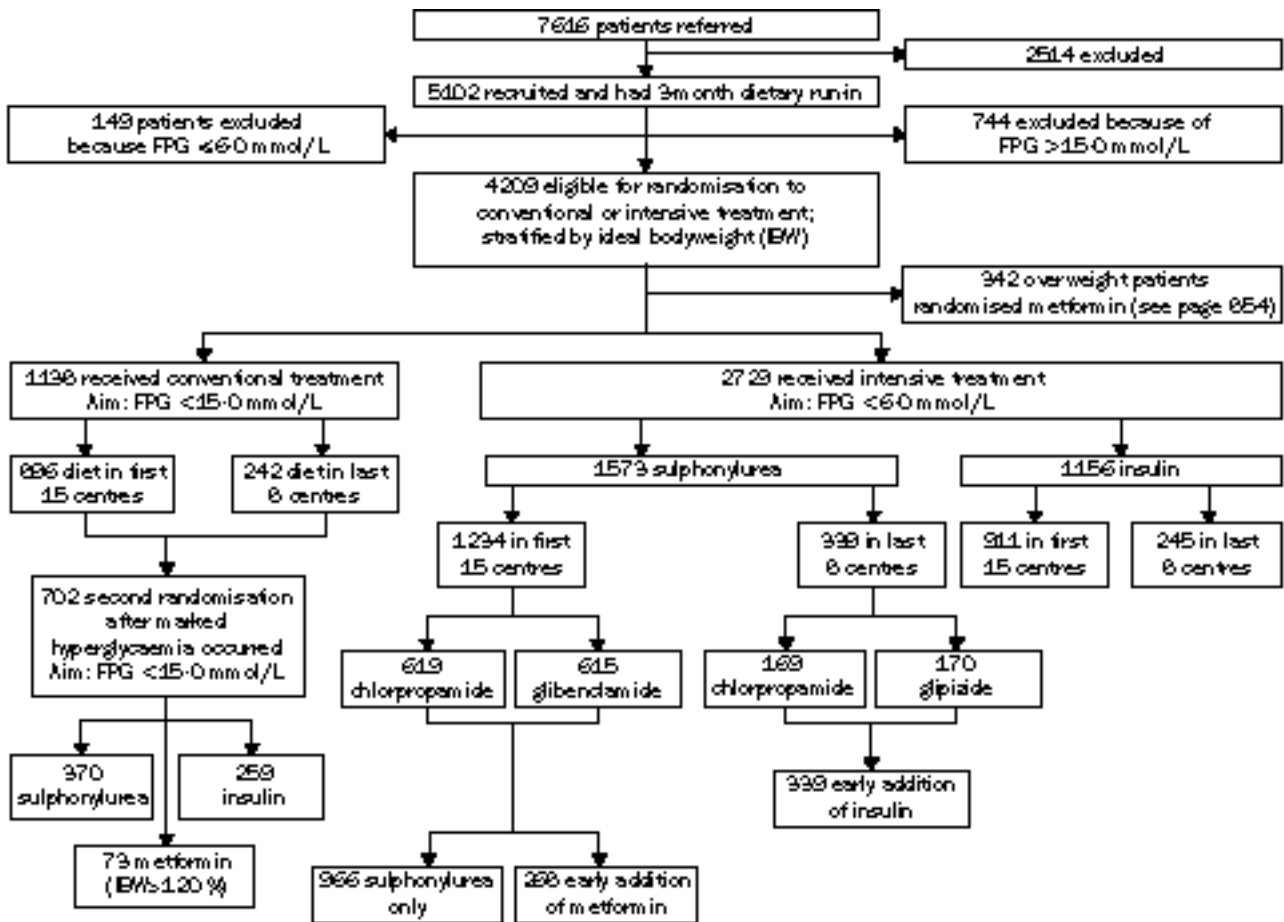 7616 patients referred
2514 excluded
5102 recruited and had 3-month dietary run-in
149 patients excluded
because FPG ≤6·0 mmol/L
744 excluded because of
FPG >15·0 mmol/L
4209 eligible for randomisation to
conventional or intensive treatment;
stratified by ideal bodyweight (IBW)
342 overweight patients
randomised metformin (see page 854)
1138 received conventional treatment
Aim: FPG <15·0 mmol/L
2729 received intensive treatment
Aim: FPG <6·0 mmol/L
896 diet in first
15 centres
242 diet in last
8 centres
1573 sulphonylurea
1156 insulin
1234 in first
15 centres
339 in last
8 centres
911 in first
15 centres
245 in last
8 centres
702 second randomisation
after marked
hyperglycaemia occurred
Aim: FPG <15·0 mmol/L
619
chlorpropamide
615
glibenclamide
169
chlorpropamide
170
glipizide
370
sulphonylurea
259
insulin
339 early addition
of insulin
73 metformin
(IBW>120 %)
966 sulphonylurea
only
268 early addition
of metformin